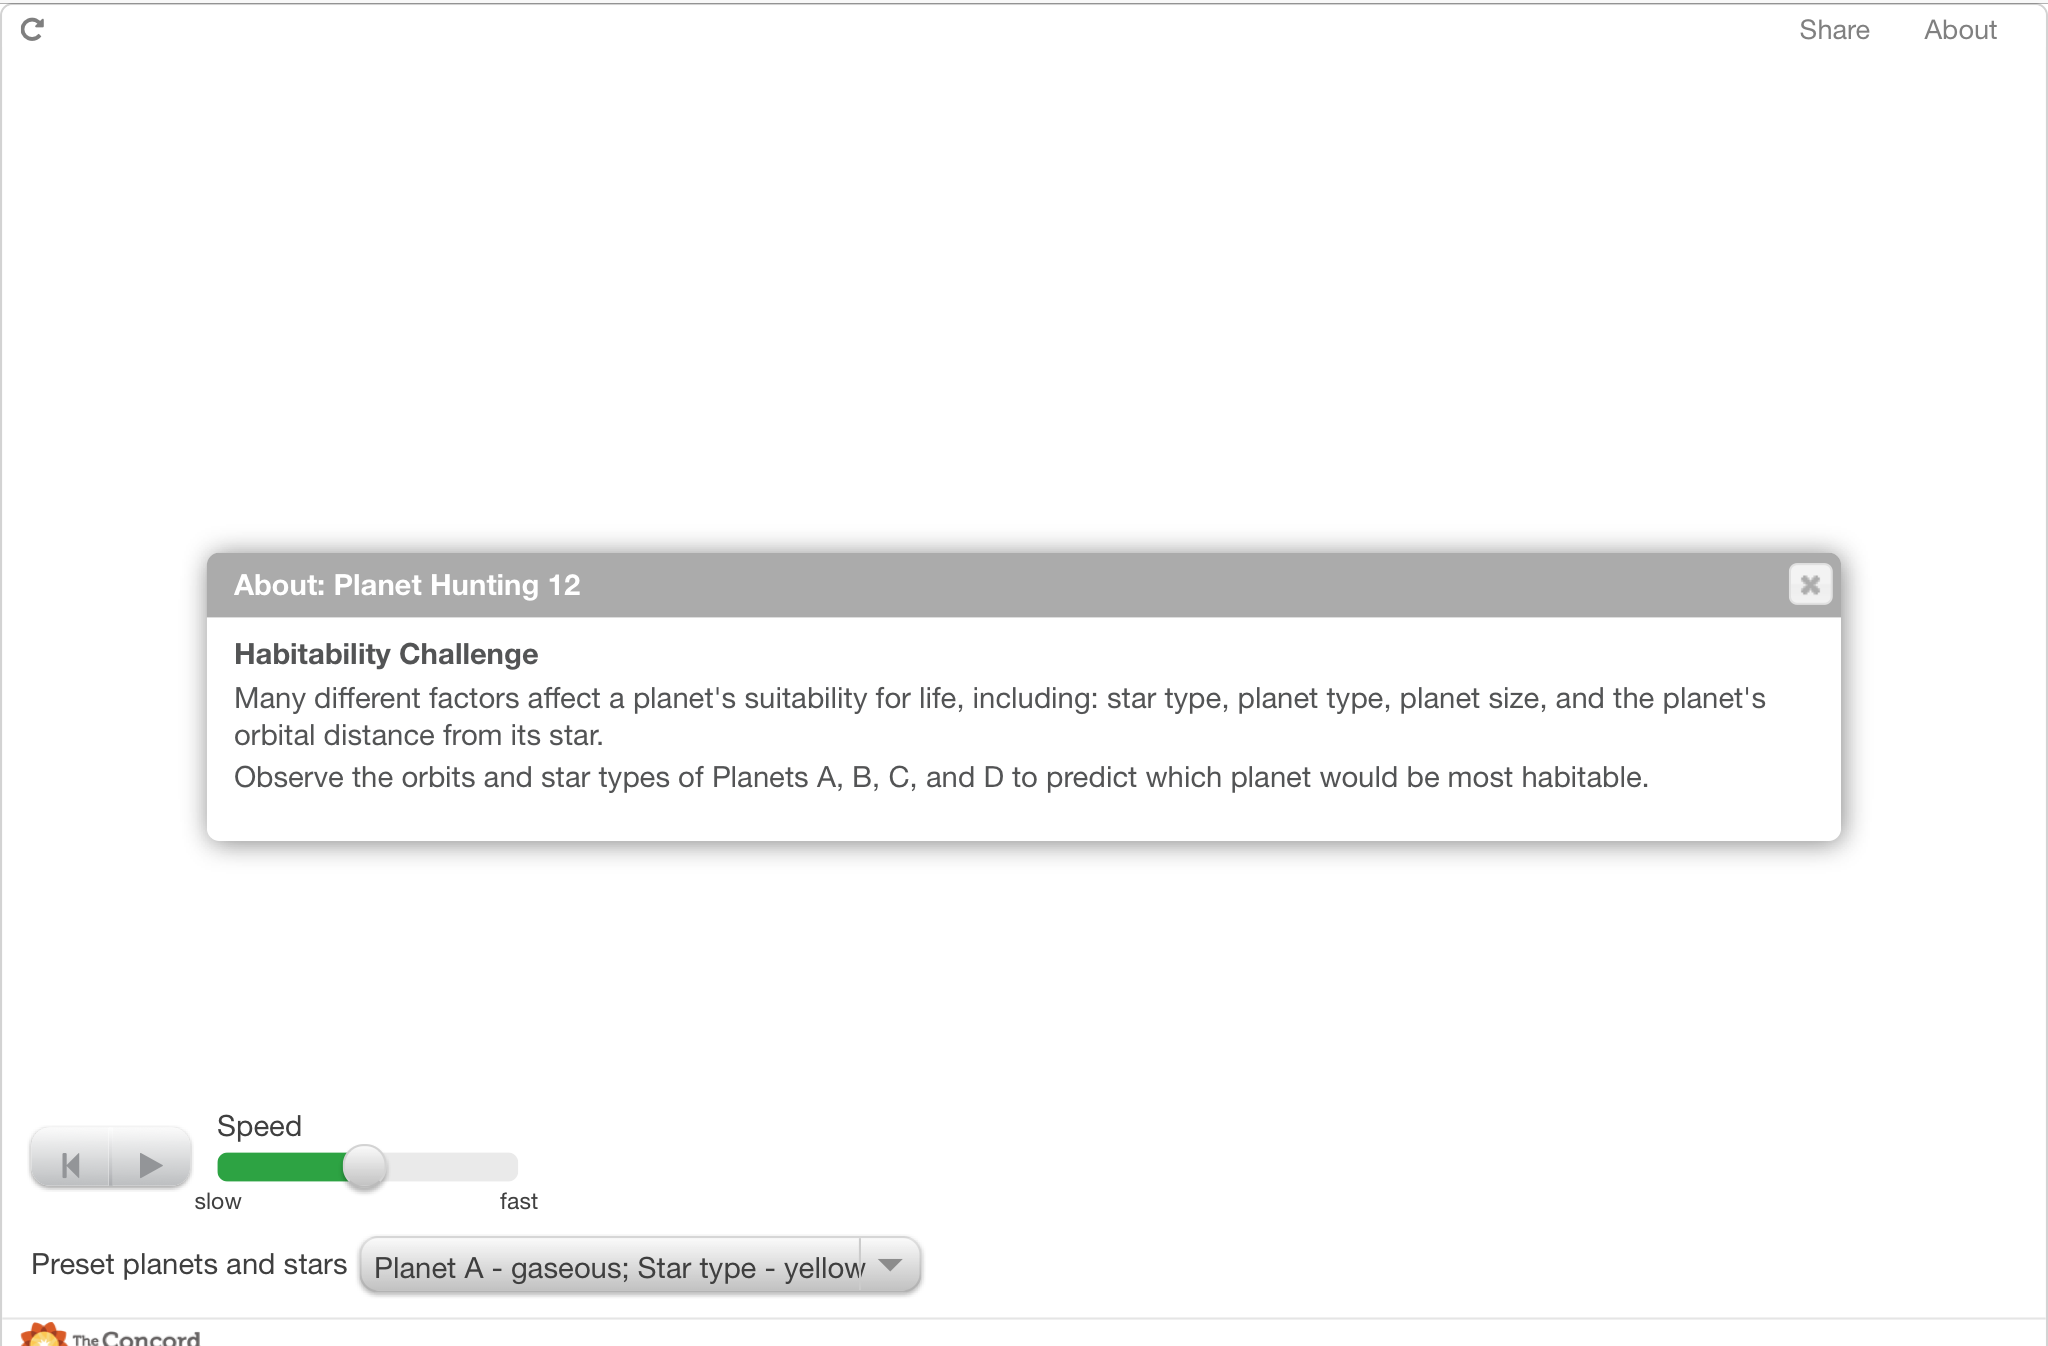 Share About
About: Planet Hunting 12
Habitability Challenge
Many different factors affect a planet's suitability for life, including: star type, planet type, planet size, and the planet's
orbital distance from its star.
Observe the orbits and star types of Planets A, B, C, and D to predict which planet would be most habitable.
Speed
slow fast
Preset planets and stars Planet A - gaseous; Star type - yellow
The Concord